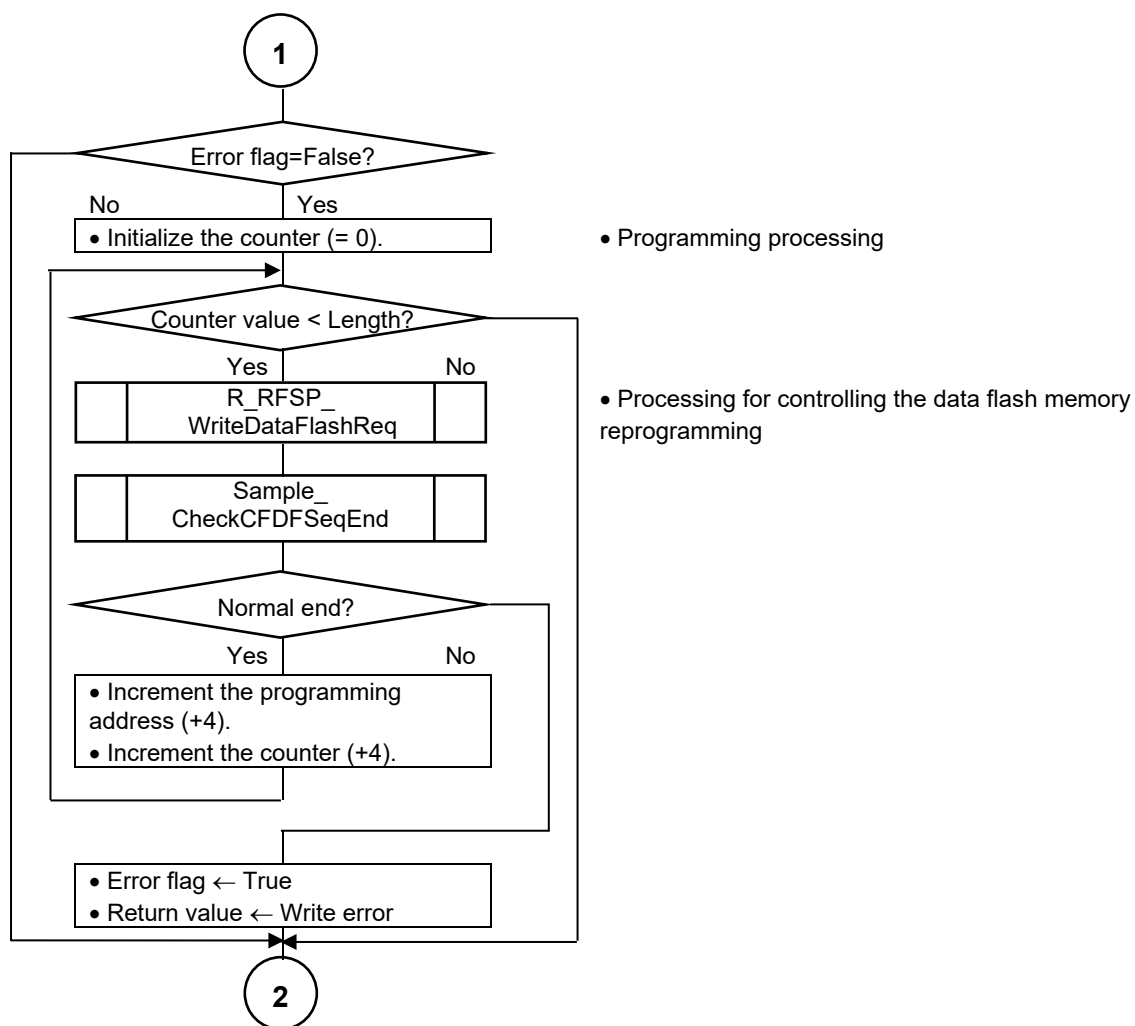 1
Error flag=False?
No
Yes
• Initialize the counter (= 0).
• Programming processing
Counter value < Length?
Yes
No
R_RFSP_
WriteDataFlashReq
• Processing for controlling the data flash memory
reprogramming
Sample_
CheckCFDFSeqEnd
Normal end?
Yes
No
• Increment the programming
address (+4).
• Increment the counter (+4).
• Error flag ← True
• Return value ← Write error
2